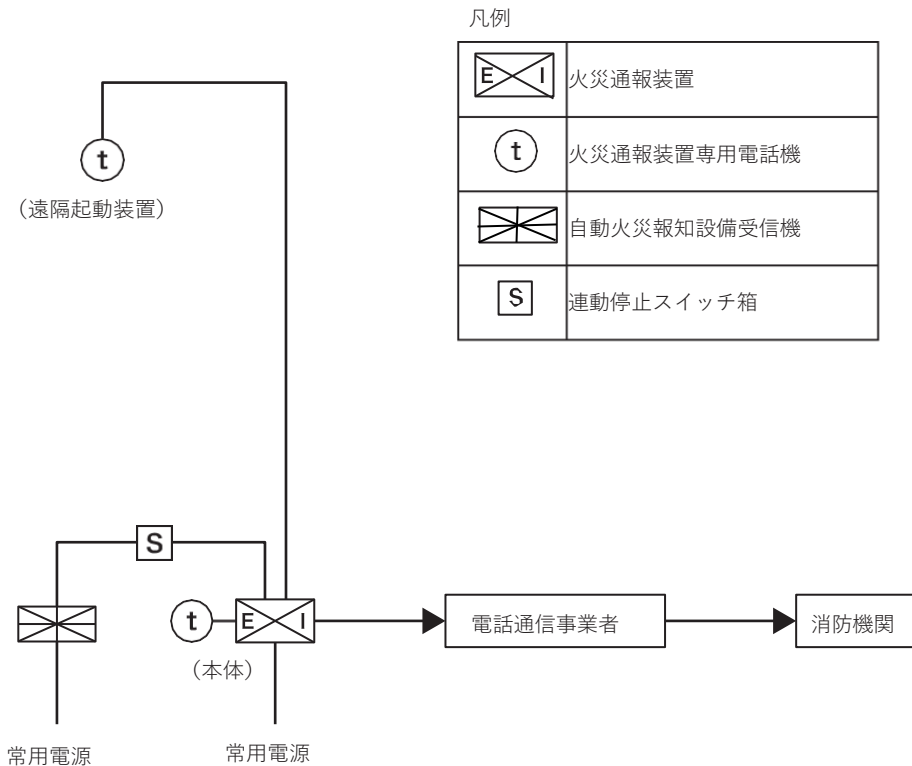 凡例
E I 火災通報装置
t 火災通報装置専用電話機
自動火災報知設備受信機
S 連動停止スイッチ箱
t
(遠隔起動装置)
S
t E I
(本体)
電話通信事業者
消防機関
常用電源
常用電源